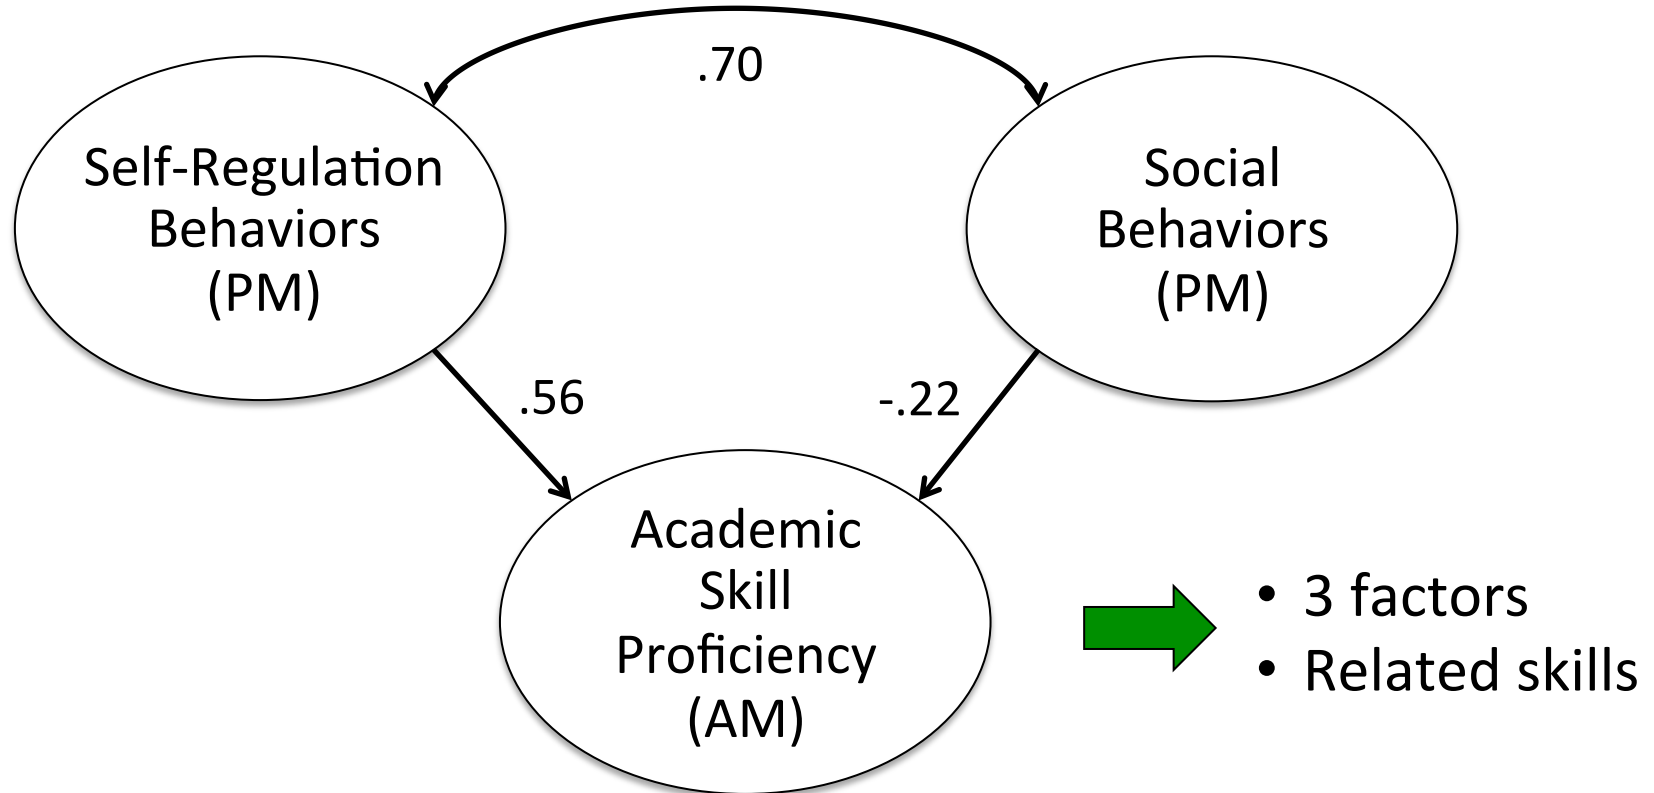 .70
Self-Regulation
Behaviors
(PM)
Social
Behaviors
(PM)
.56
-.22
Academic
Skill
Proficiency
(AM)
• 3 factors
• Related skills